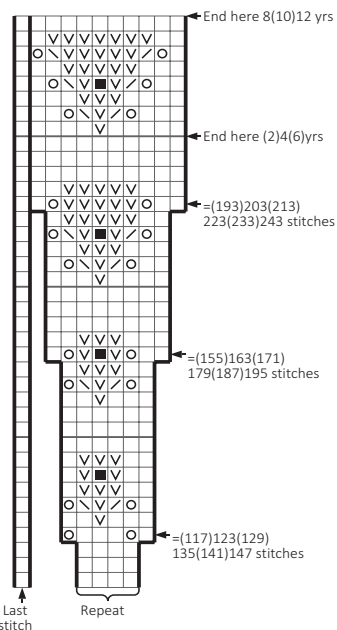 End here 8(10)12 yrs
End here (2)4(6)yrs
=(193)203(213)
223(233)243 stitches
=(155)163(171)
179(187)195 stitches
=(117)123(129)
135(141)147 stitches
Last
stitch
Repeat